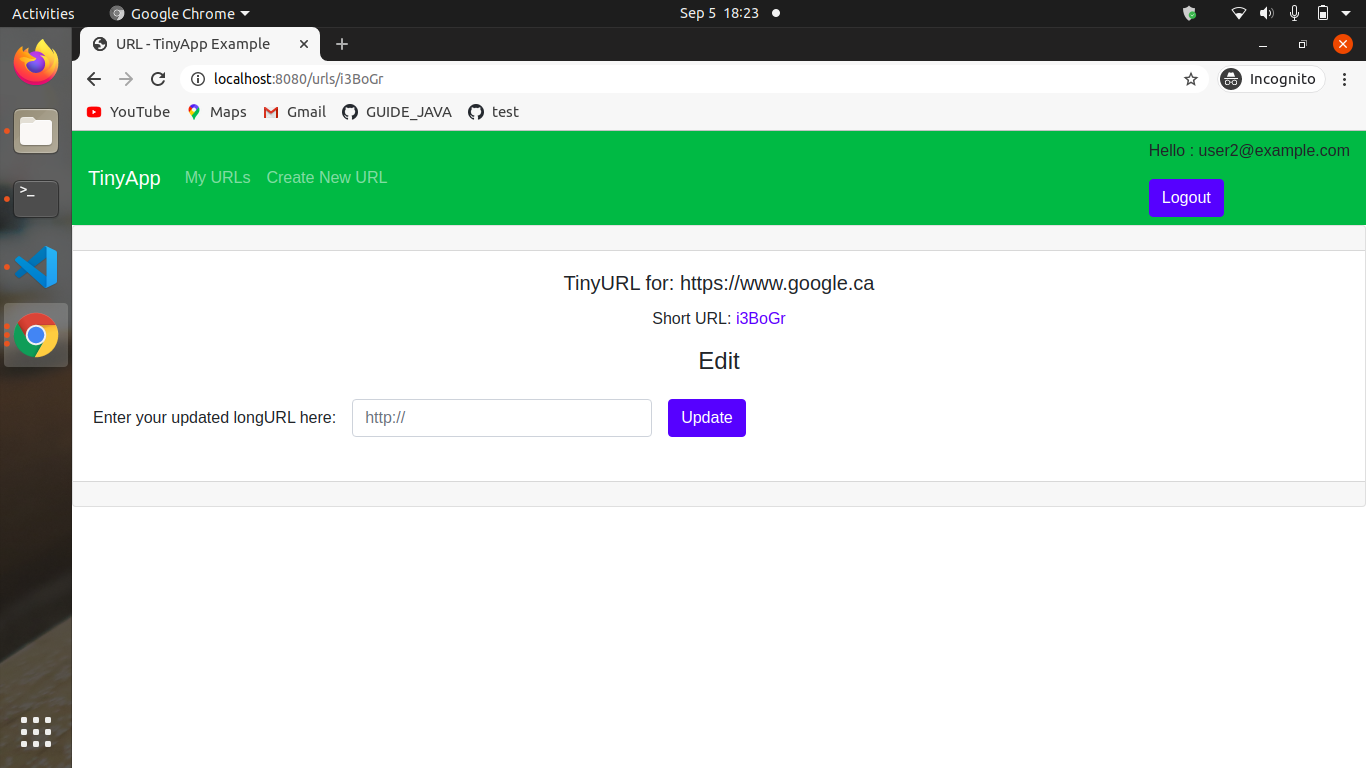 Activities Google Chrome Sep 5 18:23
URL - TinyApp Example
localhost:8080/urls/i3BoGr Incognito
YouTube Maps Gmail GUIDE_JAVA test
Hello : user2@example.com
TinyApp My URLs Create New URL
Logout
TinyURL for: https://www.google.ca
Short URL: i3BoGr
Edit
Enter your updated longURL here: http:// Update
>_